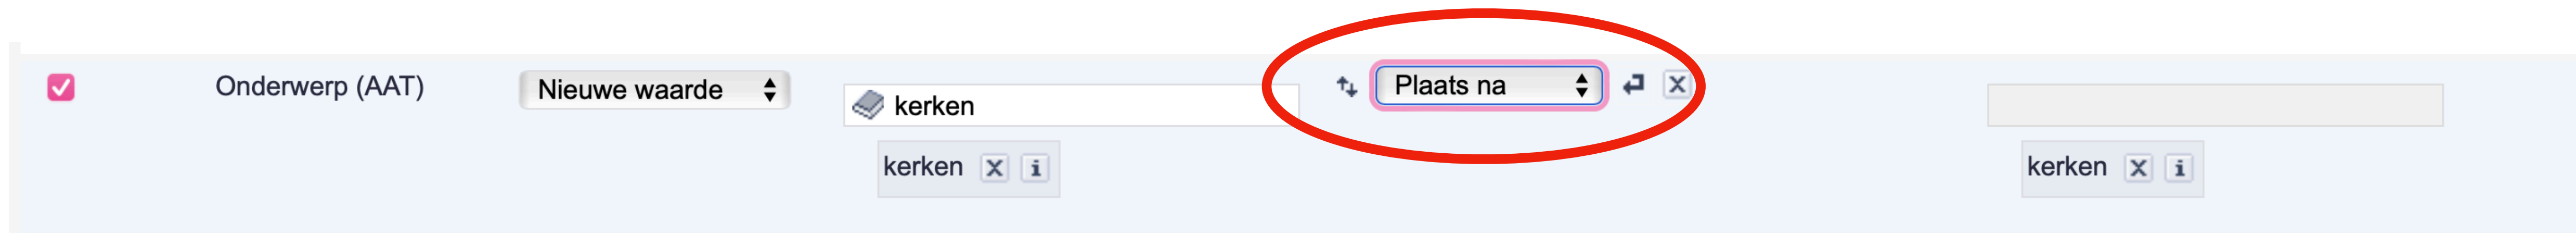 Onderwerp (AAT) Nieuwe waarde kerken Plaats na X
kerken X i kerken X i